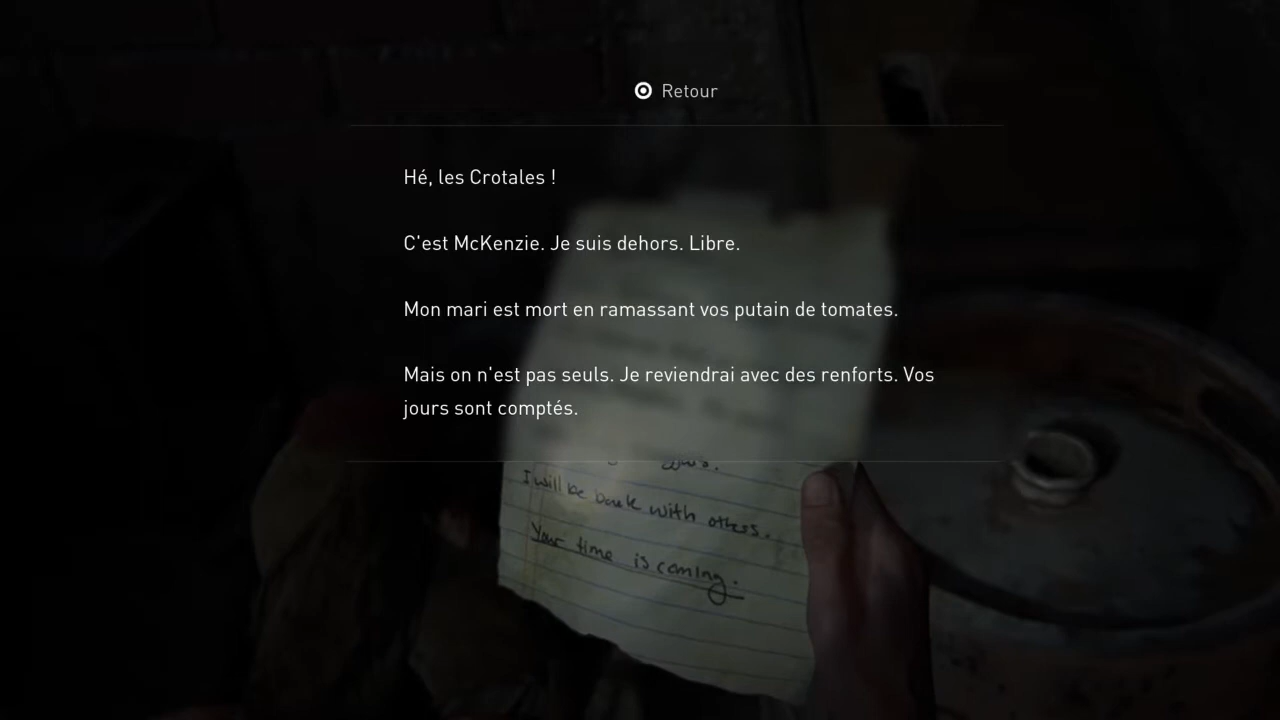 Retour
Hé, les Crotales !
C'est McKenzie. Je suis dehors. Libre.
Mon mari est mort en ramassant vos putain de tomates.
Mais on n'est pas seuls. Je reviendrai avec des renforts. Vos
jours sont comptés.
I will be back with others.
Your time is coming.